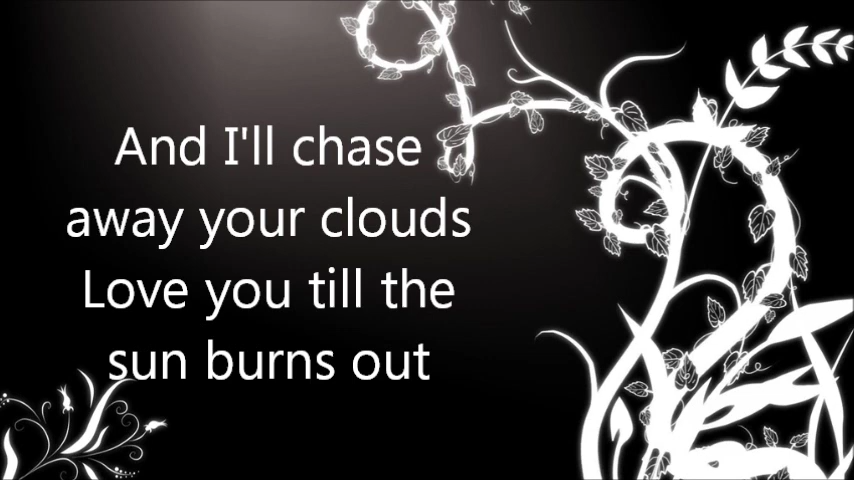 And I'll chase
away your clouds
Love you till the
sun burns out